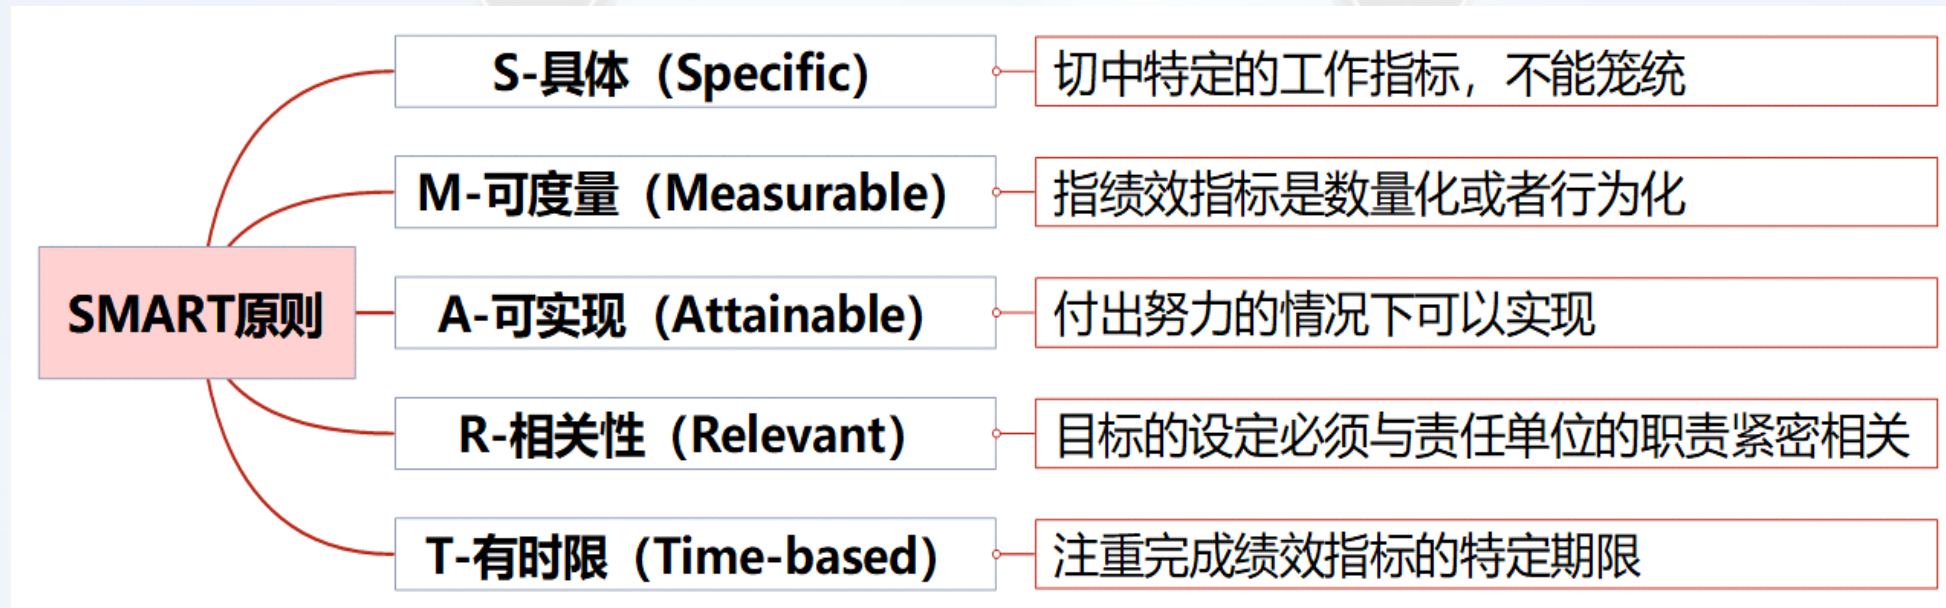 SMART原则
S-具体（Specific）
切中特定的工作指标，不能笼统
M-可度量（Measurable）
指绩效指标是数量化或者行为化
A-可实现（Attainable）
付出努力的情况下可以实现
R-相关性（Relevant）
目标的设定必须与责任单位的职责紧密相关
T-有时限（Time-based）
注重完成绩效指标的特定期限